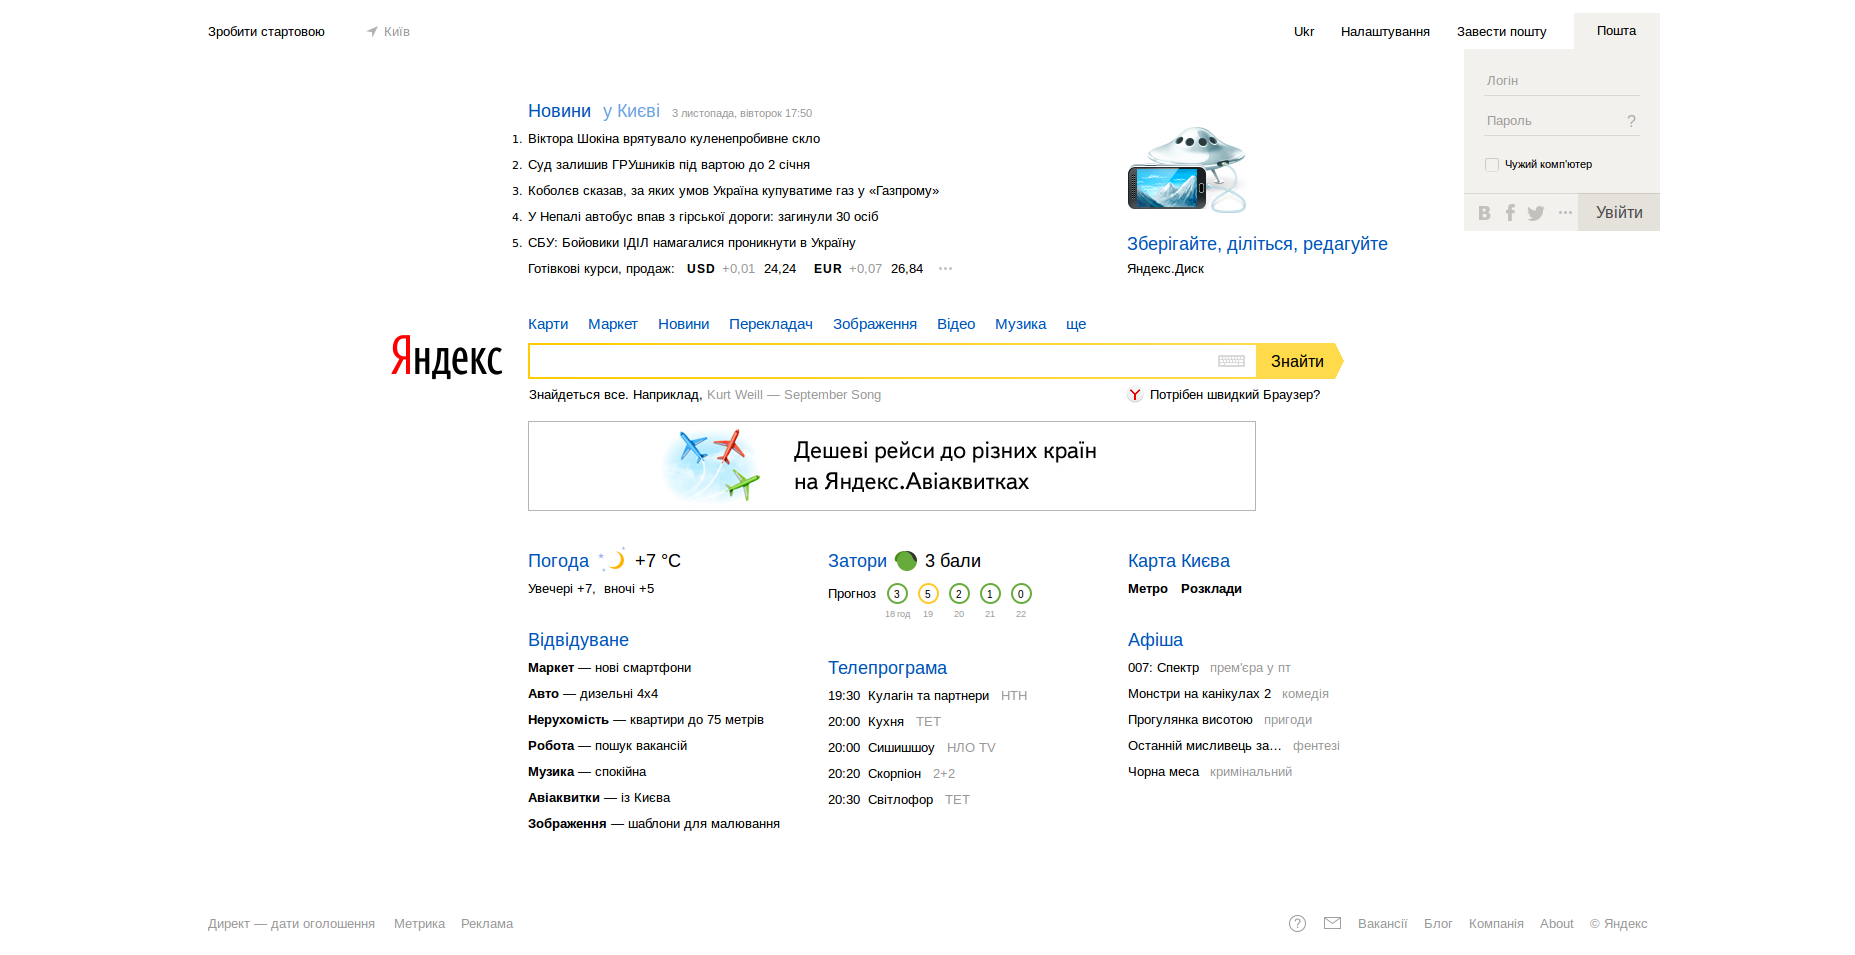 Зробити стартовою Київ Ukr Налаштування Завести пошту Пошта
Логін
Пароль ?
Чужий комп'ютер
Увійти
Новини у Києві 3 листопада, вівторок 17:50
1. Віктора Шокіна врятувало куленепробивне скло
2. Суд залишив ГРУшників під вартою до 2 січня
3. Коболєв сказав, за яких умов Україна купуватиме газ у «Газпрому»
4. У Непалі автобус впав з гірської дороги: загинули 30 осіб
5. СБУ: Бойовики ІДІЛ намагалися проникнути в Україну
Готівкові курси, продаж: USD +0,01 24,24 EUR +0,07 26,84
Зберігайте, діліться, редагуйте
Яндекс.Диск
Карти Маркет Новини Перекладач Зображення Відео Музика ще
Яндекс
Знайти
Знайдеться все. Наприклад, Kurt Weill — September Song
Потрібен швидкий Браузер?
Дешеві рейси до різних країн
на Яндекс.Авіаквитках
Погода +7 °C
Увечері +7, вночі +5
Затори 3 бали
Прогноз 3 5 2 1 0
18 год 19 20 21 22
Карта Києва
Метро Розклади
Відвідуване
Маркет — нові смартфони
Авто — дизельні 4x4
Нерухомість — квартири до 75 метрів
Робота — пошук вакансій
Музика — спокійна
Авіаквитки — із Києва
Зображення — шаблони для малювання
Телепрограма
19:30 Кулагін та партнери НТН
20:00 Кухня ТЕТ
20:00 Сишишшоу НЛО TV
20:20 Скорпіон 2+2
20:30 Світлофор ТЕТ
Афіша
007: Спектр прем'єра у пт
Монстри на канікулах 2 комедія
Прогулянка висотою пригоди
Останній мисливець за… фентезі
Чорна меса кримінальний
Директ — дати оголошення Метрика Реклама
? Вакансії Блог Компанія About © Яндекс